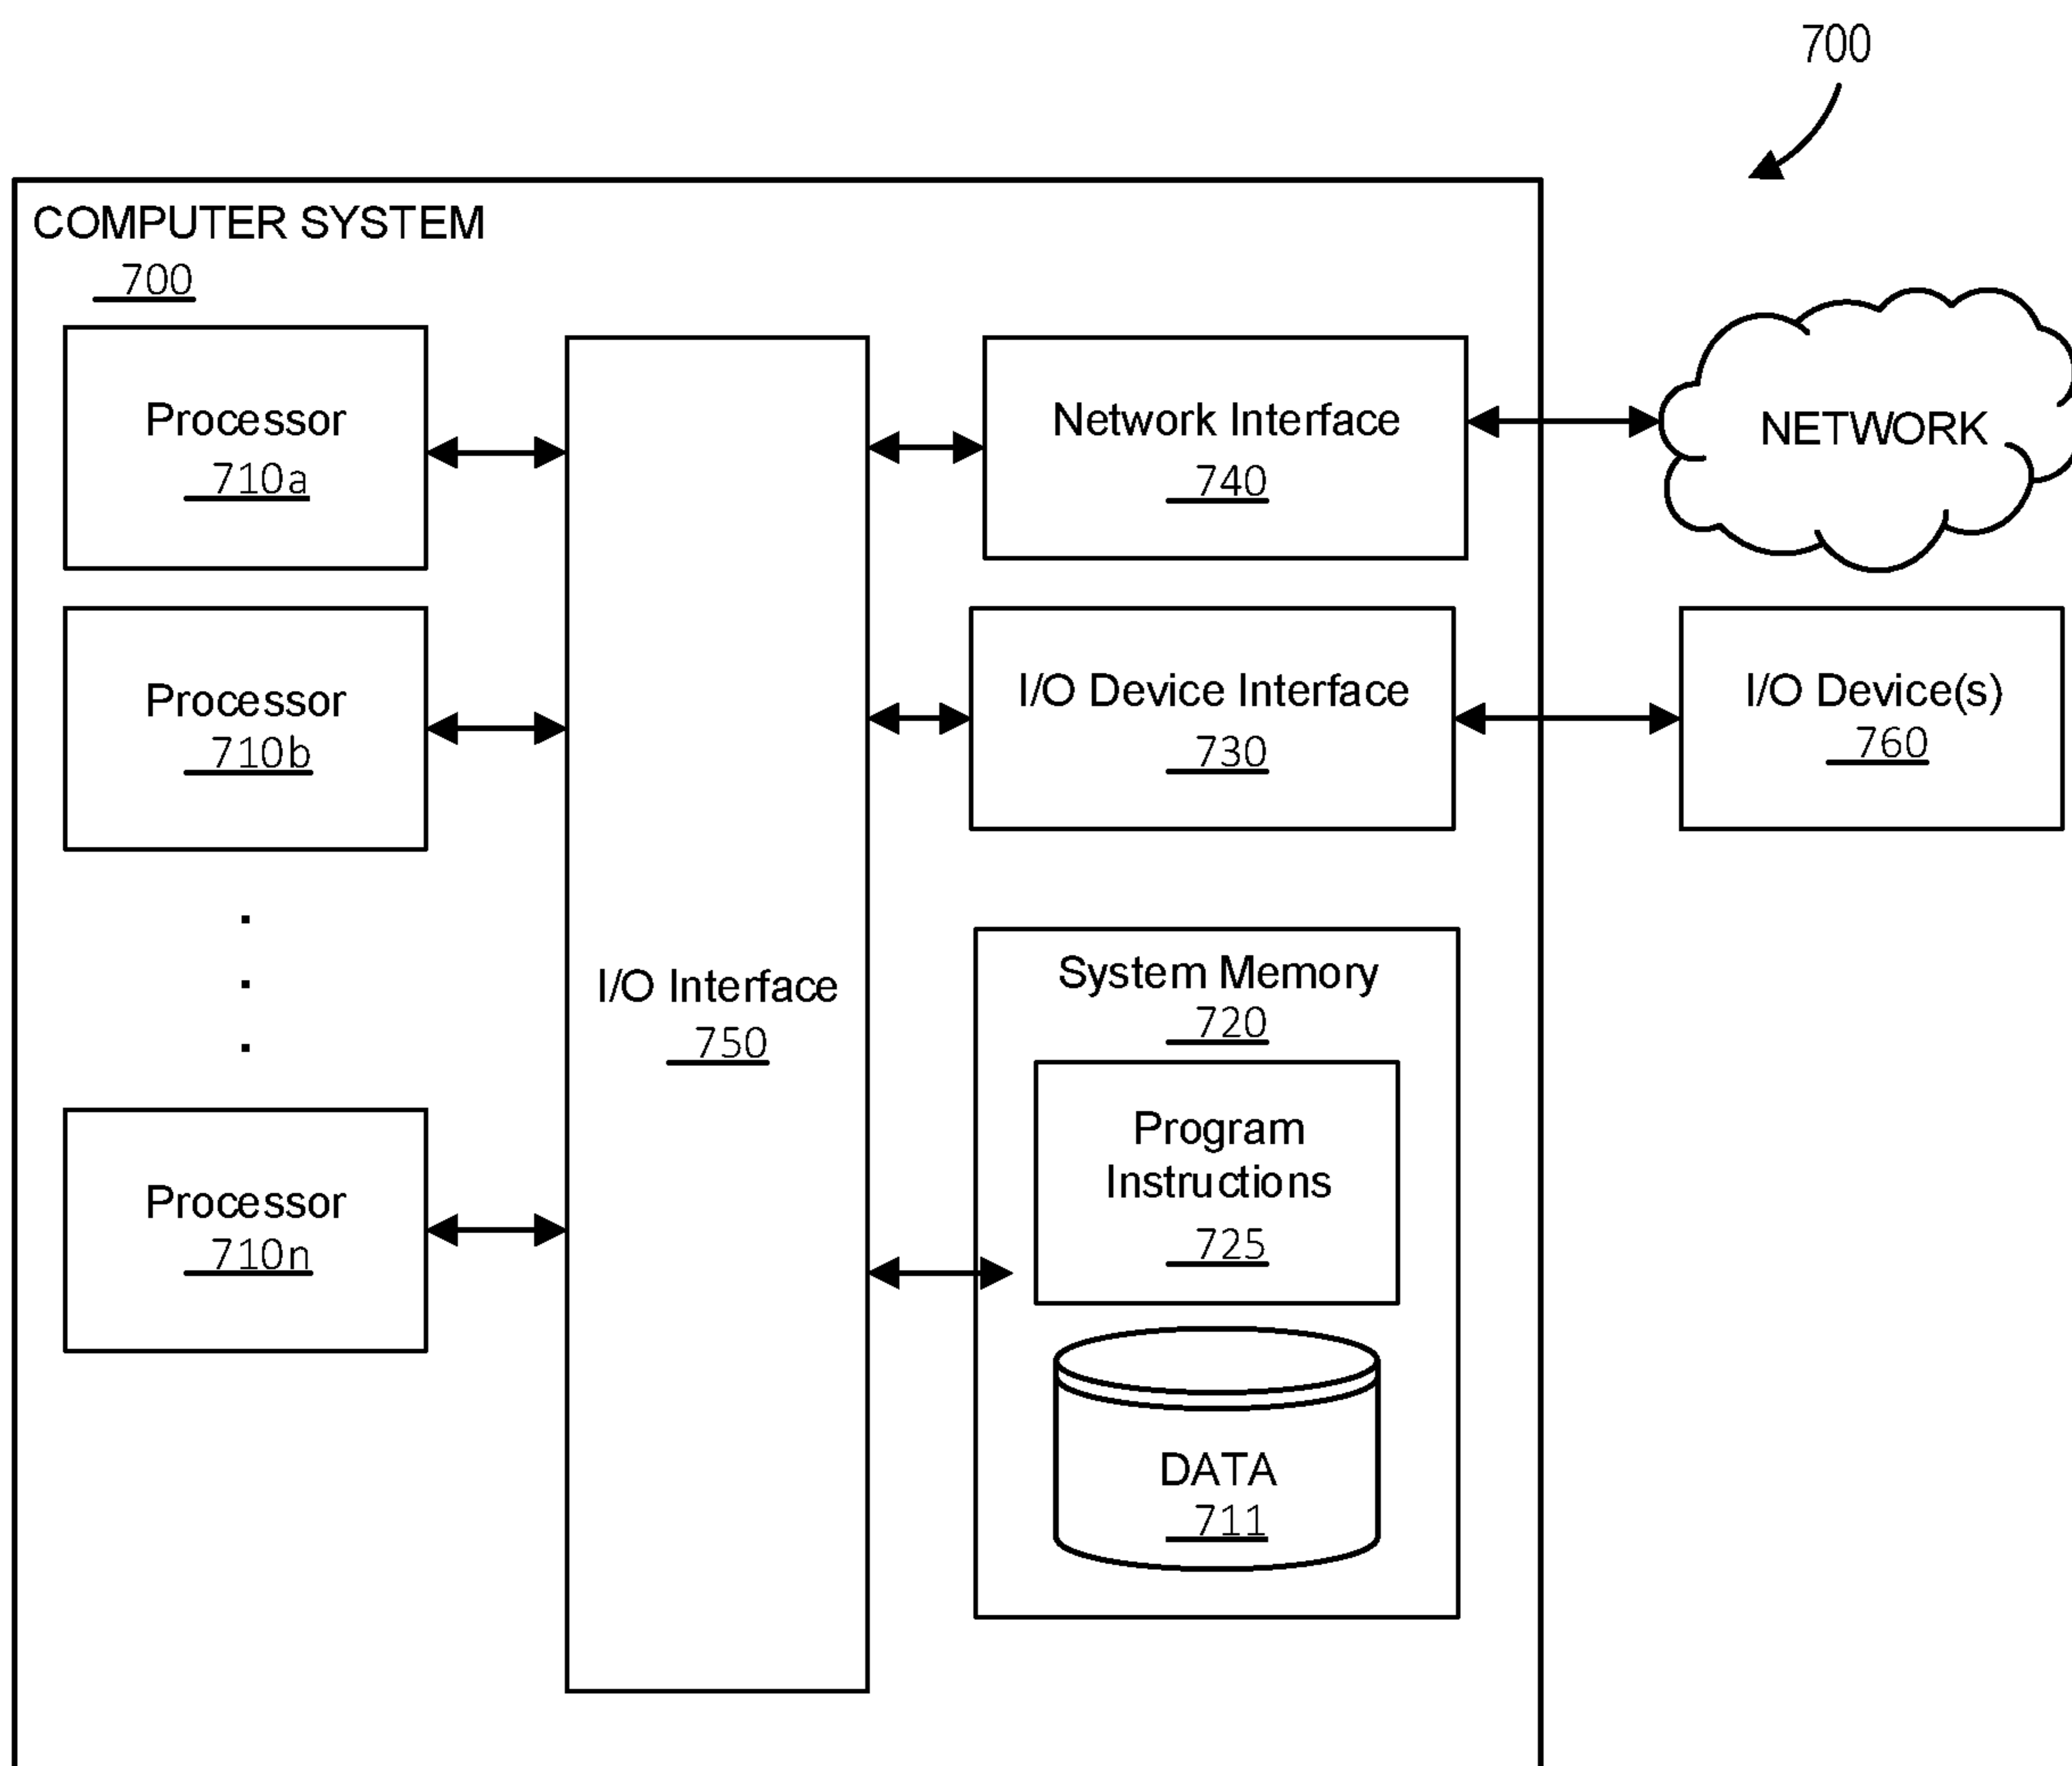 700
COMPUTER SYSTEM
700
Processor
710a
Processor
710b
Processor
710n
I/O Interface
750
Network Interface
740
I/O Device Interface
730
System Memory
720
Program
Instructions
725
DATA
711
NETWORK
I/O Device(s)
760